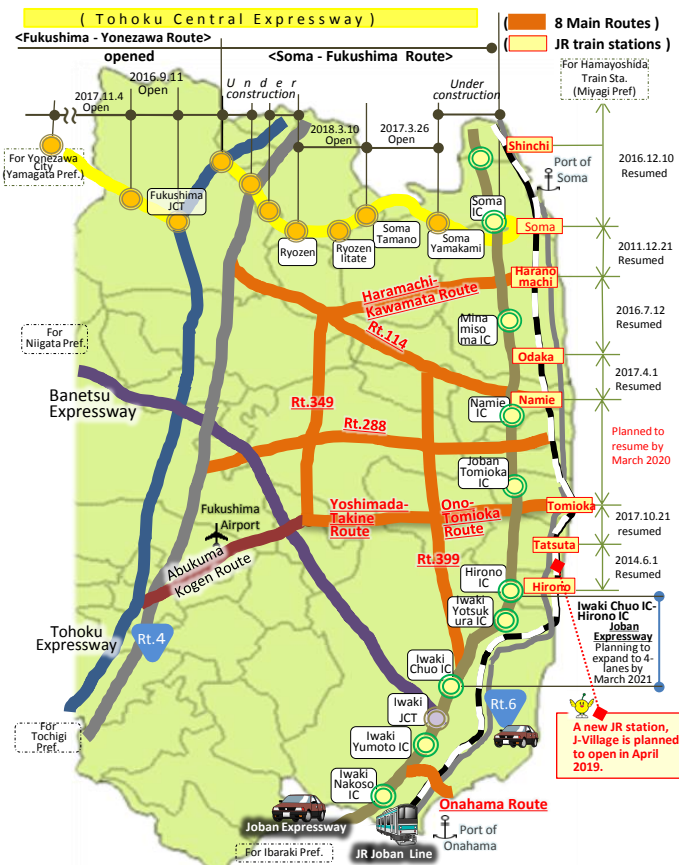 ( Tohoku Central Expressway)
<Fukushima - Yonezawa Route>
opened
<Soma - Fukushima Route>
( 8 Main Routes )
( JR train stations )
2017.11.4
Open
2016.9.11
Open
Under
construction
2018.3.10
Open
2017.3.26
Open
Under
construction
For Hamayoshida
Train Sta.
(Miyagi Pref)
For Yonezawa
City
(Yamagata Pref.)
Fukushima
JCT
Ryozen
Ryozen
Iitate
Soma
Tamano
Soma
Yamakami
Soma
IC
Shinchi
Port of
Soma
Soma
2016.12.10
Resumed
2011.12.21
Resumed
Harano
machi
Haramachi-
Kawamata Route
Mina
miso
ma IC
2016.7.12
Resumed
For
Niigata Pref.
Rt.114
Odaka
2017.4.1
Resumed
Banetsu
Expressway
Rt.349
Namie
Namie
IC
Rt.288
Planned to
resume by
March 2020
Joban
Tomioka
IC
Fukushima
Airport
Yoshimada-
Takine
Route
Ono-
Tomioka
Route
Tomioka
2017.10.21
resumed
Tatsuta
Abukuma
Kogen Route
Rt.399
2014.6.1
Resumed
Hirono
IC
Hirono
Iwaki
Yotsuk
ura IC
Iwaki Chuo IC-
Hirono IC
Joban
Expressway
Planning to
expand to 4-
lanes by
March 2021
Tohoku
Expressway
Rt.4
Iwaki
Chuo IC
Iwaki
JCT
Rt.6
For
Tochigi
Pref.
Iwaki
Yumoto IC
A new JR station,
J-Village is planned
to open in April
2019.
Iwaki
Nakoso
IC
Onahama Route
Joban Expressway
JR Joban Line
Port of
Onahama
For Ibaraki Pref.